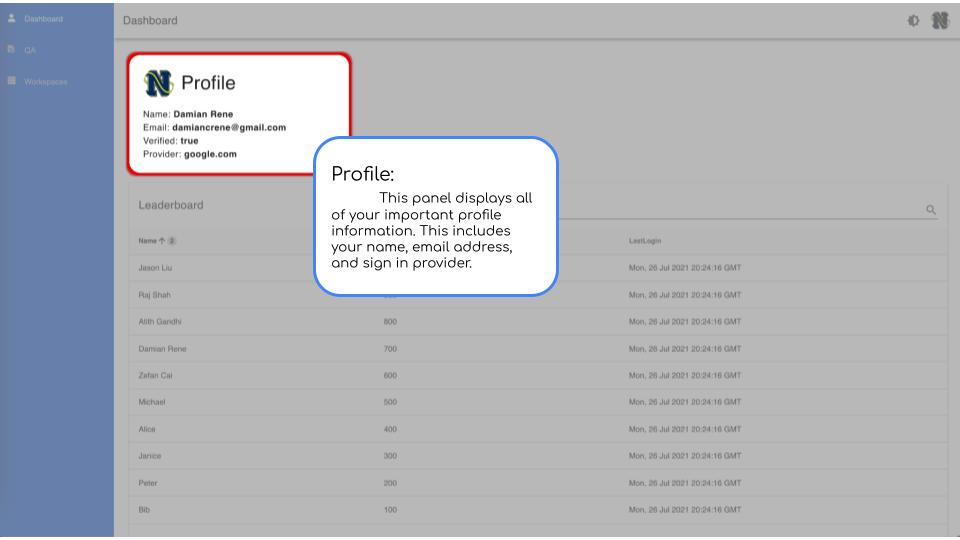 Dashboard
Dashboard
QA
Workspaces
Profile
Name: Damian Rene
Email: damiancrene@gmail.com
Verified: true
Provider: google.com
Profile:
This panel displays all
of your important profile
information. This includes
your name, email address,
and sign in provider.
Leaderboard
Name ↑ 2 LastLogin
Jason Liu Mon, 26 Jul 2021 20:24:16 GMT
Raj Shah Mon, 26 Jul 2021 20:24:16 GMT
Atith Gandhi 800 Mon, 26 Jul 2021 20:24:16 GMT
Damian Rene 700 Mon, 26 Jul 2021 20:24:16 GMT
Zefan Cai 600 Mon, 26 Jul 2021 20:24:16 GMT
Michael 500 Mon, 26 Jul 2021 20:24:16 GMT
Alice 400 Mon, 26 Jul 2021 20:24:16 GMT
Janice 300 Mon, 26 Jul 2021 20:24:16 GMT
Peter 200 Mon, 26 Jul 2021 20:24:16 GMT
Bib 100 Mon, 26 Jul 2021 20:24:16 GMT